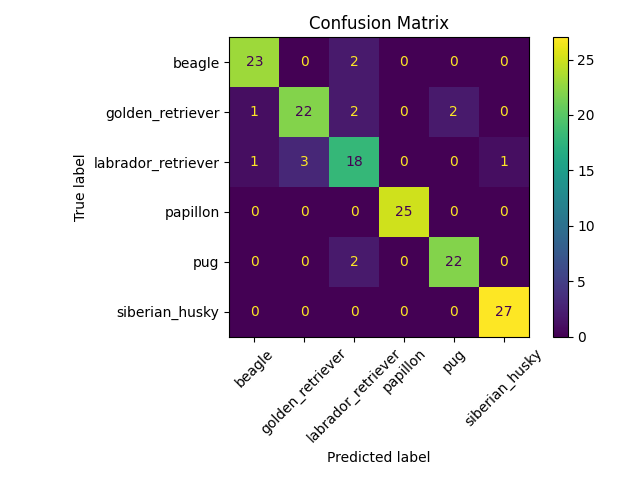 Confusion Matrix
True label
beagle 23 0 2 0 0 0
golden_retriever 1 22 2 0 2 0
labrador_retriever 1 3 18 0 0 1
papillon 0 0 0 25 0 0
pug 0 0 2 0 22 0
siberian_husky 0 0 0 0 0 27
beagle golden_retriever labrador_retriever papillon pug siberian_husky
Predicted label
25
20
15
10
5
0